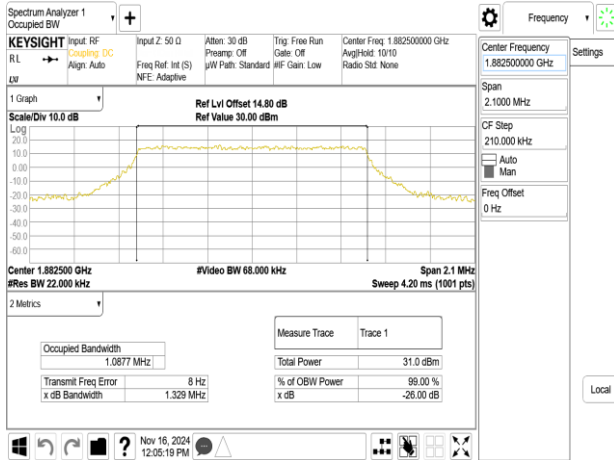 Spectrum Analyzer 1
Occupied BW
Frequency
KEYSIGHT
RL
LXI
Input: RF
Coupling: DC
Align: Auto
Input Z: 50 Ω
Freq Ref: Int (S)
NFE: Adaptive
Atten: 30 dB
Preamp: Off
µW Path: Standard
Trig: Free Run
Gate: Off
#IF Gain: Low
Center Freq: 1.882500000 GHz
Avg|Hold: 10/10
Radio Std: None
Center Frequency
1.882500000 GHz
Settings
Span
2.1000 MHz
CF Step
210.000 kHz
Auto
Man
Freq Offset
0 Hz
Local
1 Graph
Scale/Div 10.0 dB
Ref Lvl Offset 14.80 dB
Ref Value 30.00 dBm
Log
20.0
10.0
0.00
-10.0
-20.0
-30.0
-40.0
-50.0
-60.0
Center 1.882500 GHz
#Video BW 68.000 kHz
Span 2.1 MHz
#Res BW 22.000 kHz
Sweep 4.20 ms (1001 pts)
2 Metrics
Occupied Bandwidth
1.0877 MHz
Transmit Freq Error 8 Hz
x dB Bandwidth 1.329 MHz
Measure Trace Trace 1
Total Power 31.0 dBm
% of OBW Power 99.00 %
x dB -26.00 dB
Nov 16, 2024
12:05:19 PM